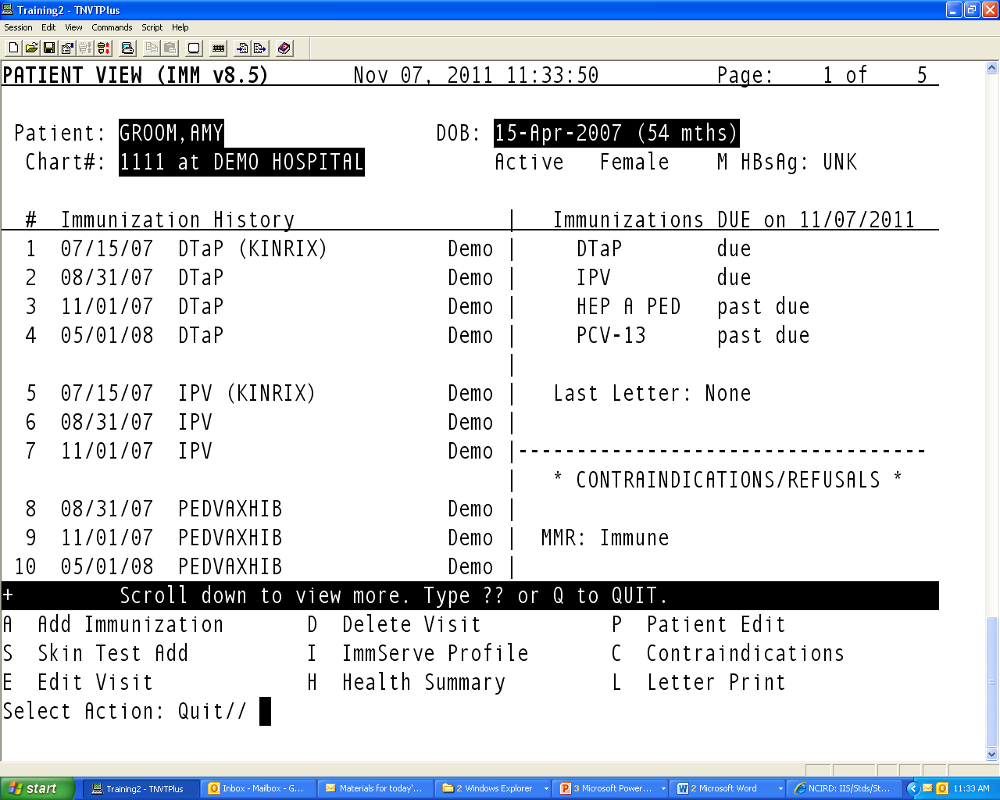 Training2 - TNVTPlus
Session Edit View Commands Script Help
PATIENT VIEW (IMM v8.5) Nov 07, 2011 11:33:50 Page: 1 of 5
Patient: GROOM,AMY DOB: 15-Apr-2007 (54 mths)
Chart#: 1111 at DEMO HOSPITAL Active Female M HBsAg: UNK
# Immunization History | Immunizations DUE on 11/07/2011
1 07/15/07 DTaP (KINRIX) Demo | DTaP due
2 08/31/07 DTaP Demo | IPV due
3 11/01/07 DTaP Demo | HEP A PED past due
4 05/01/08 DTaP Demo | PCV-13 past due
|
5 07/15/07 IPV (KINRIX) Demo | Last Letter: None
6 08/31/07 IPV Demo |
7 11/01/07 IPV Demo |-----------------------------------
| * CONTRAINDICATIONS/REFUSALS *
8 08/31/07 PEDVAXHIB Demo |
9 11/01/07 PEDVAXHIB Demo | MMR: Immune
10 05/01/08 PEDVAXHIB Demo |
+ Scroll down to view more. Type ?? or Q to QUIT.
A Add Immunization D Delete Visit P Patient Edit
S Skin Test Add I ImmServe Profile C Contraindications
E Edit Visit H Health Summary L Letter Print
Select Action: Quit//
start Training2 - TNVTPlus Inbox - Mailbox - G... Materials for today'... 2 Windows Explorer 3 Microsoft Power... 2 Microsoft Word NCIRD: IIS/Stds/St... 11:33 AM